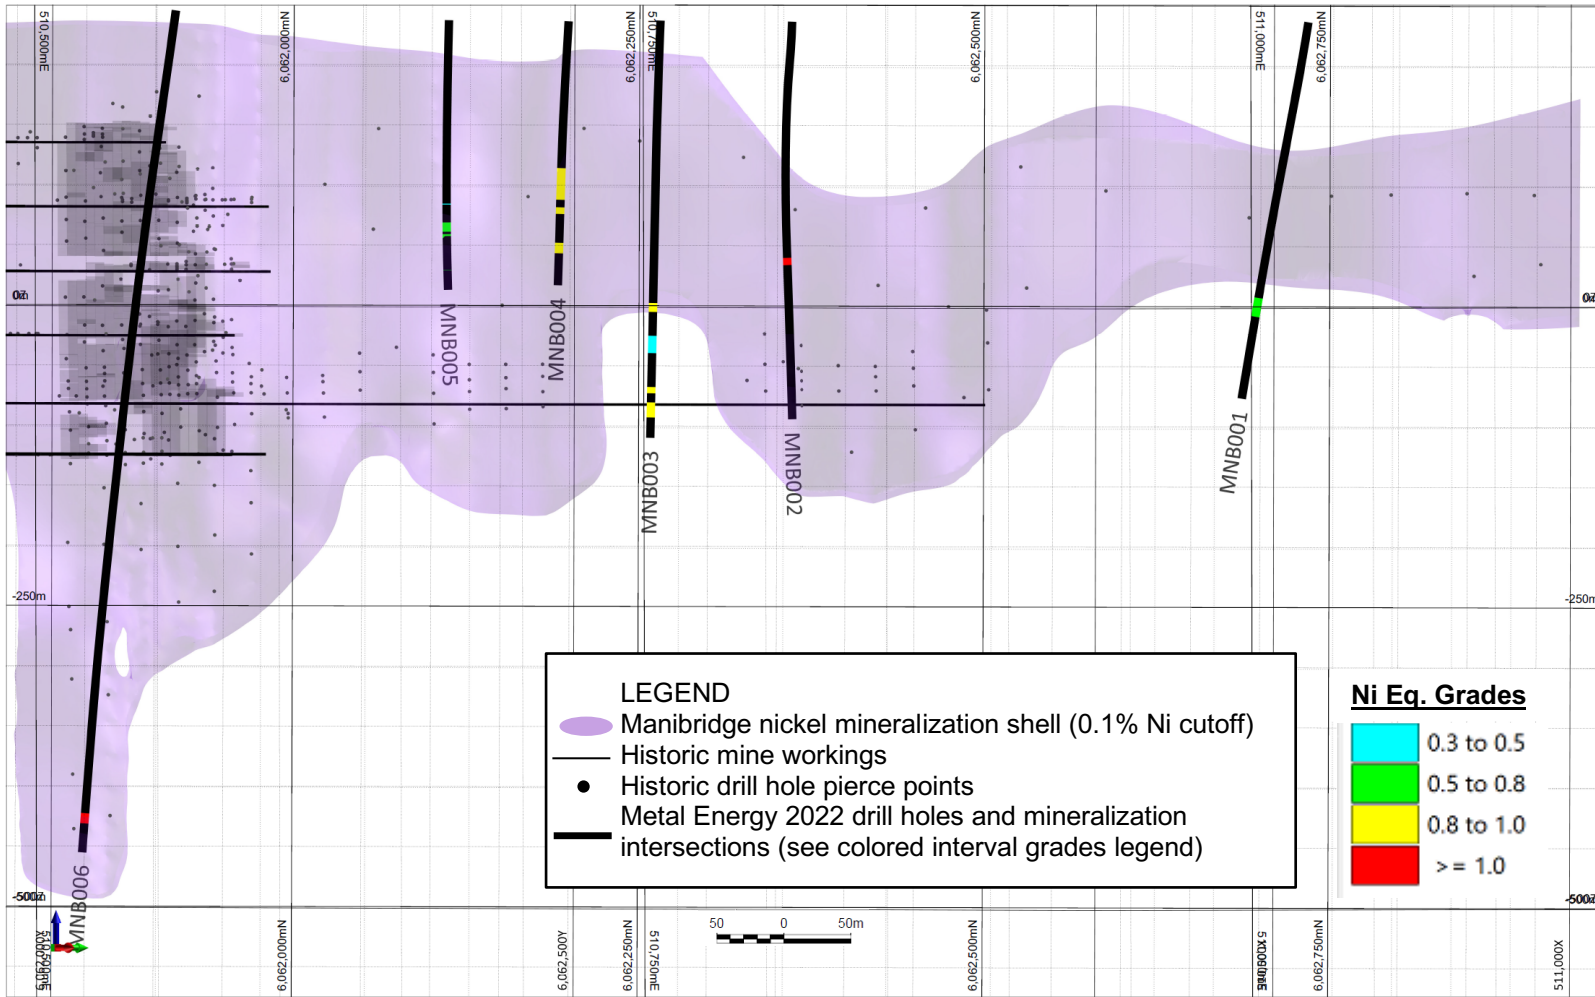 510,500mE
6,062,000mN
6,062,250mN
510,750mE
6,062,500mN
511,000mE
6,062,750mN
MNB005
MNB004
MNB003
MNB002
MNB001
MNB006
-250m
-250m
LEGEND
Manibridge nickel mineralization shell (0.1% Ni cutoff)
Historic mine workings
Historic drill hole pierce points
Metal Energy 2022 drill holes and mineralization
intersections (see colored interval grades legend)
Ni Eq. Grades
0.3 to 0.5
0.5 to 0.8
0.8 to 1.0
>= 1.0
50 0 50m
6,062,000mN
6,062,500Y
6,062,250mN
510,750mE
6,062,500mN
6,062,750mN
511,000X